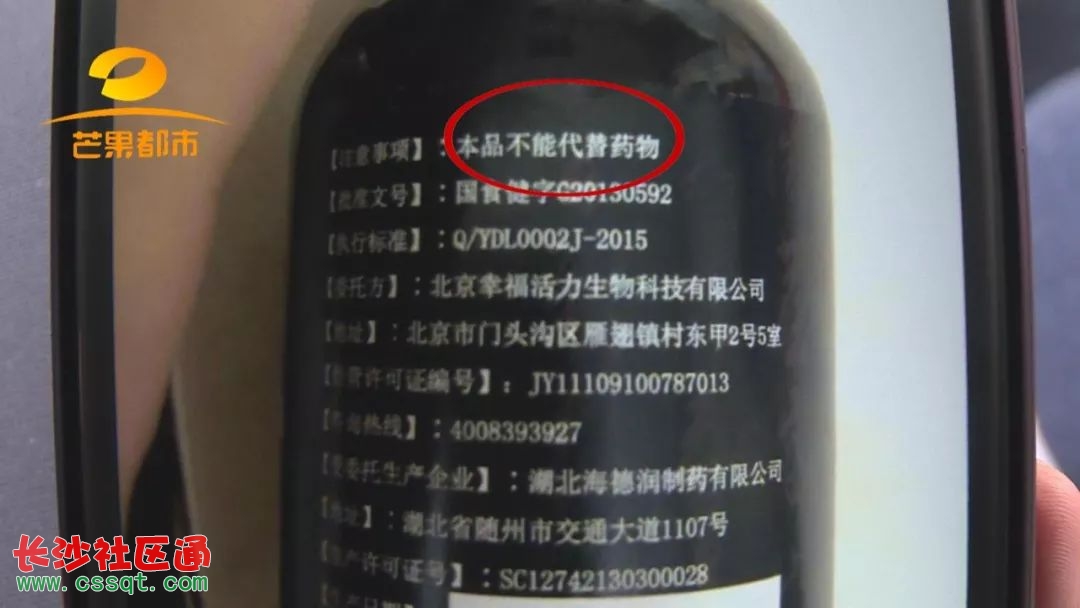 芒果都市
【注意事项】：本品不能代替药物
【批准文号】：国食健字G20130592
【执行标准】：Q/YDL0002J-2015
【委托方】：北京幸福活力生物科技有限公司
【地址】：北京市门头沟区雁翅镇村东甲2号5室
【经营许可证编号】：JY11109100787013
【咨询热线】：4008393927
【受委托生产企业】：湖北海德润制药有限公司
【地址】：湖北省随州市交通大道1107号
【生产许可证号】：SC12742130300028
【生产日期
长沙社区通
www.cssqt.com